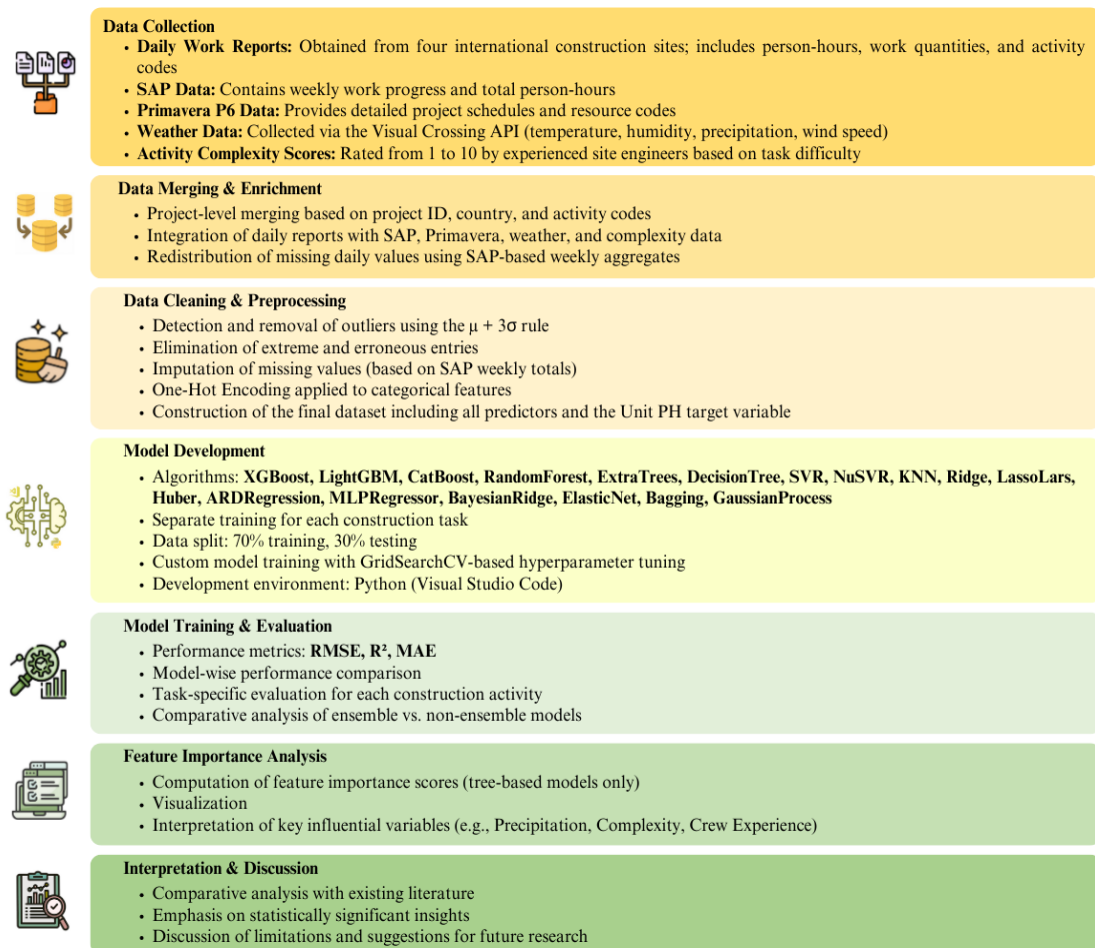 Data Collection
• Daily Work Reports: Obtained from four international construction sites; includes person-hours, work quantities, and activity
codes
• SAP Data: Contains weekly work progress and total person-hours
• Primavera P6 Data: Provides detailed project schedules and resource codes
• Weather Data: Collected via the Visual Crossing API (temperature, humidity, precipitation, wind speed)
• Activity Complexity Scores: Rated from 1 to 10 by experienced site engineers based on task difficulty
Data Merging & Enrichment
• Project-level merging based on project ID, country, and activity codes
• Integration of daily reports with SAP, Primavera, weather, and complexity data
• Redistribution of missing daily values using SAP-based weekly aggregates
Data Cleaning & Preprocessing
• Detection and removal of outliers using the μ + 3σ rule
• Elimination of extreme and erroneous entries
• Imputation of missing values (based on SAP weekly totals)
• One-Hot Encoding applied to categorical features
• Construction of the final dataset including all predictors and the Unit PH target variable
Model Development
• Algorithms: XGBoost, LightGBM, CatBoost, RandomForest, ExtraTrees, DecisionTree, SVR, NuSVR, KNN, Ridge, LassoLars,
Huber, ARDRegression, MLPRegressor, BayesianRidge, ElasticNet, Bagging, GaussianProcess
• Separate training for each construction task
• Data split: 70% training, 30% testing
• Custom model training with GridSearchCV-based hyperparameter tuning
• Development environment: Python (Visual Studio Code)
Model Training & Evaluation
• Performance metrics: RMSE, R², MAE
• Model-wise performance comparison
• Task-specific evaluation for each construction activity
• Comparative analysis of ensemble vs. non-ensemble models
Feature Importance Analysis
• Computation of feature importance scores (tree-based models only)
• Visualization
• Interpretation of key influential variables (e.g., Precipitation, Complexity, Crew Experience)
Interpretation & Discussion
• Comparative analysis with existing literature
• Emphasis on statistically significant insights
• Discussion of limitations and suggestions for future research